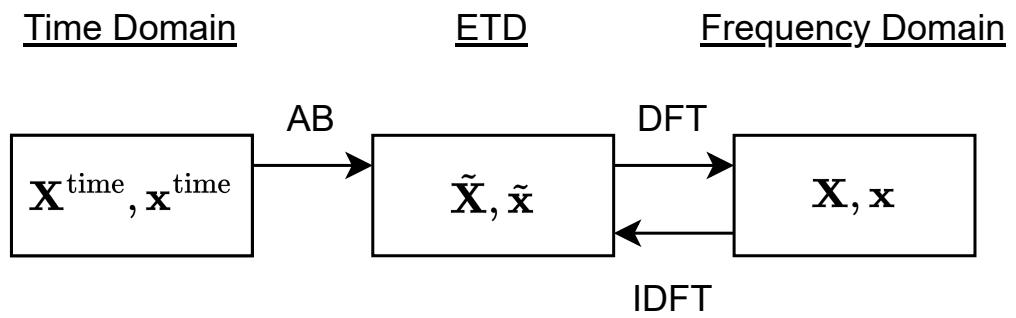 Time Domain ETD Frequency Domain
AB DFT
X^time, x^time X̃, x̃ X, x
IDFT